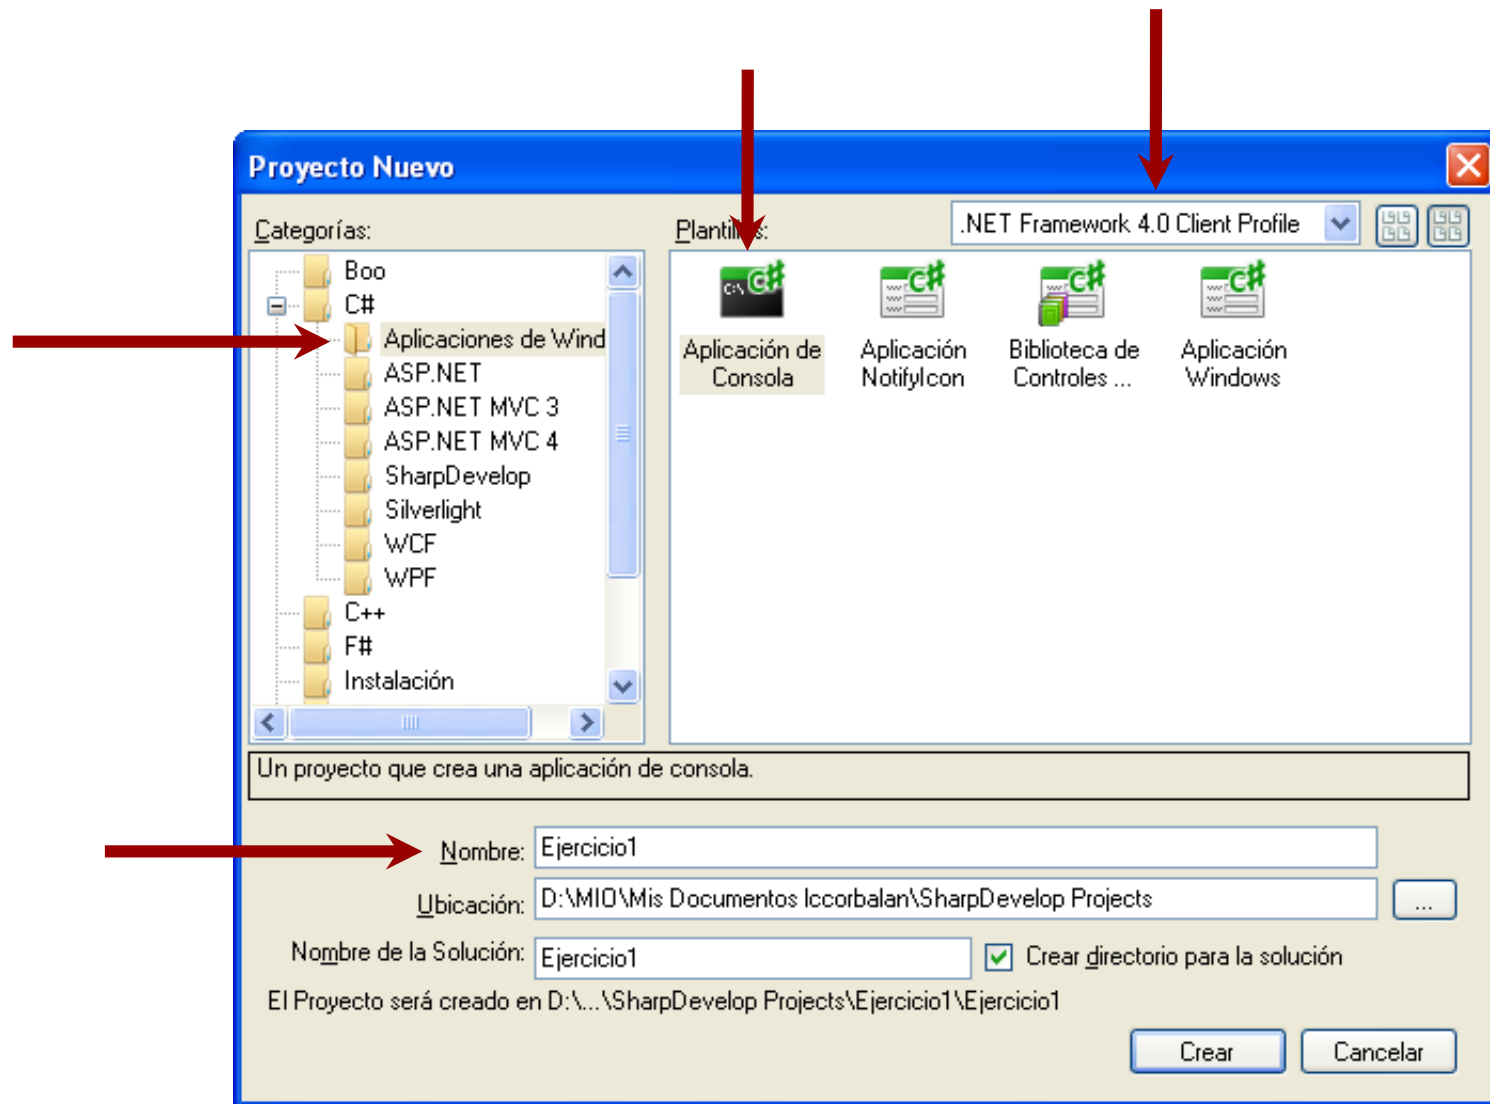 Proyecto Nuevo
Categorías:
Plantillas:
.NET Framework 4.0 Client Profile
Boo
C#
Aplicaciones de Wind
ASP.NET
ASP.NET MVC 3
ASP.NET MVC 4
SharpDevelop
Silverlight
WCF
WPF
C++
F#
Instalación
C:\ C#
Aplicación de
Consola
C#
Aplicación
NotifyIcon
C#
Biblioteca de
Controles ...
C#
Aplicación
Windows
Un proyecto que crea una aplicación de consola.
Nombre: Ejercicio1
Ubicación: D:\MIO\Mis Documentos lccorbalan\SharpDevelop Projects
...
Nombre de la Solución: Ejercicio1
Crear directorio para la solución
El Proyecto será creado en D:\...\SharpDevelop Projects\Ejercicio1\Ejercicio1
Crear
Cancelar